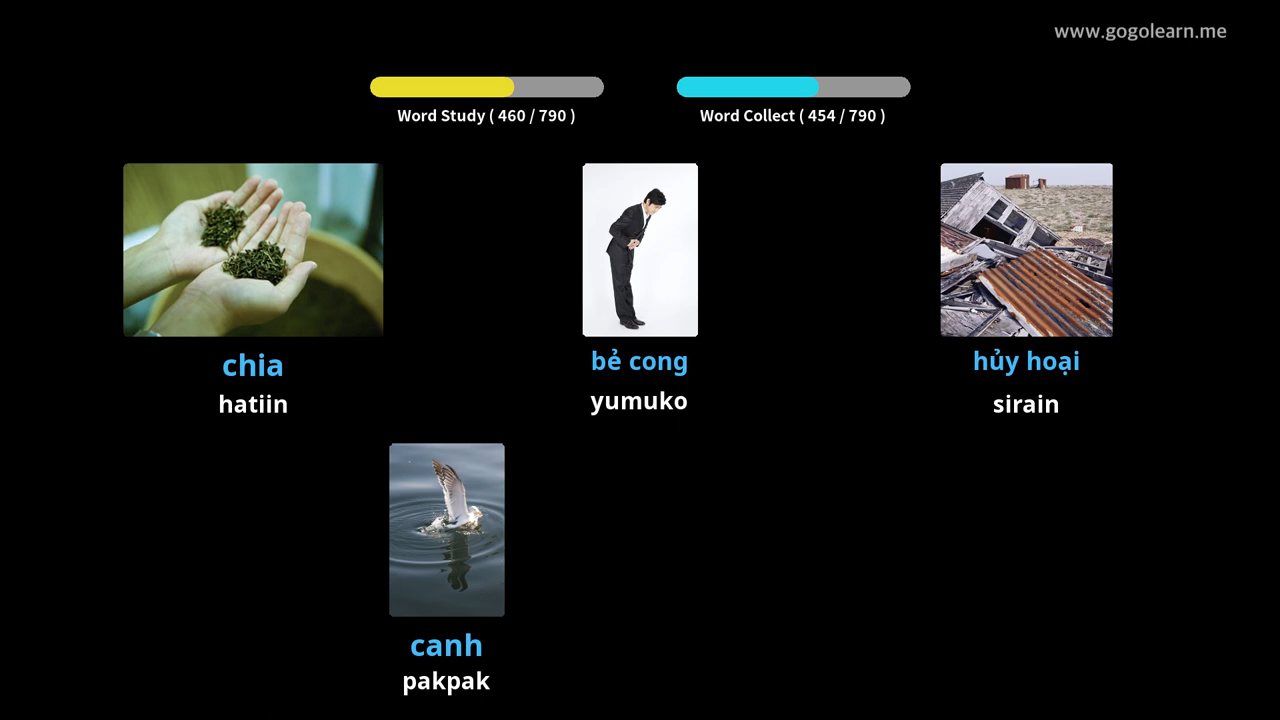 www.gogolearn.me
Word Study ( 460 / 790 )
Word Collect ( 454 / 790 )
chia
hatiin
bẻ cong
yumuko
hủy hoại
sirain
canh
pakpak